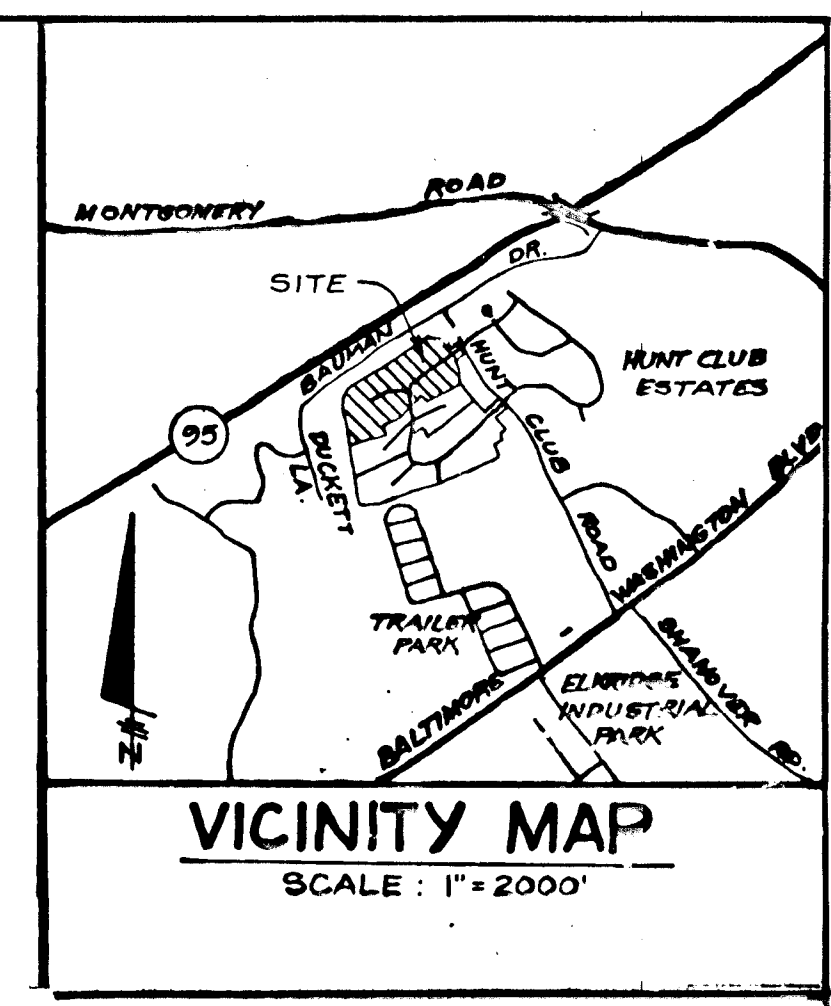 MONTGOMERY ROAD
DR.
SITE
BAUMAN
HUNT CLUB
ESTATES
HUNT CLUB ROAD
95
DUCKETT
LA.
WASHINGTON BLVD
TRAILER
PARK
BALTIMORE
ELKRIDGE
INDUSTRIAL
PARK
HANOVER RD.
N
VICINITY MAP
SCALE : 1"=2000'